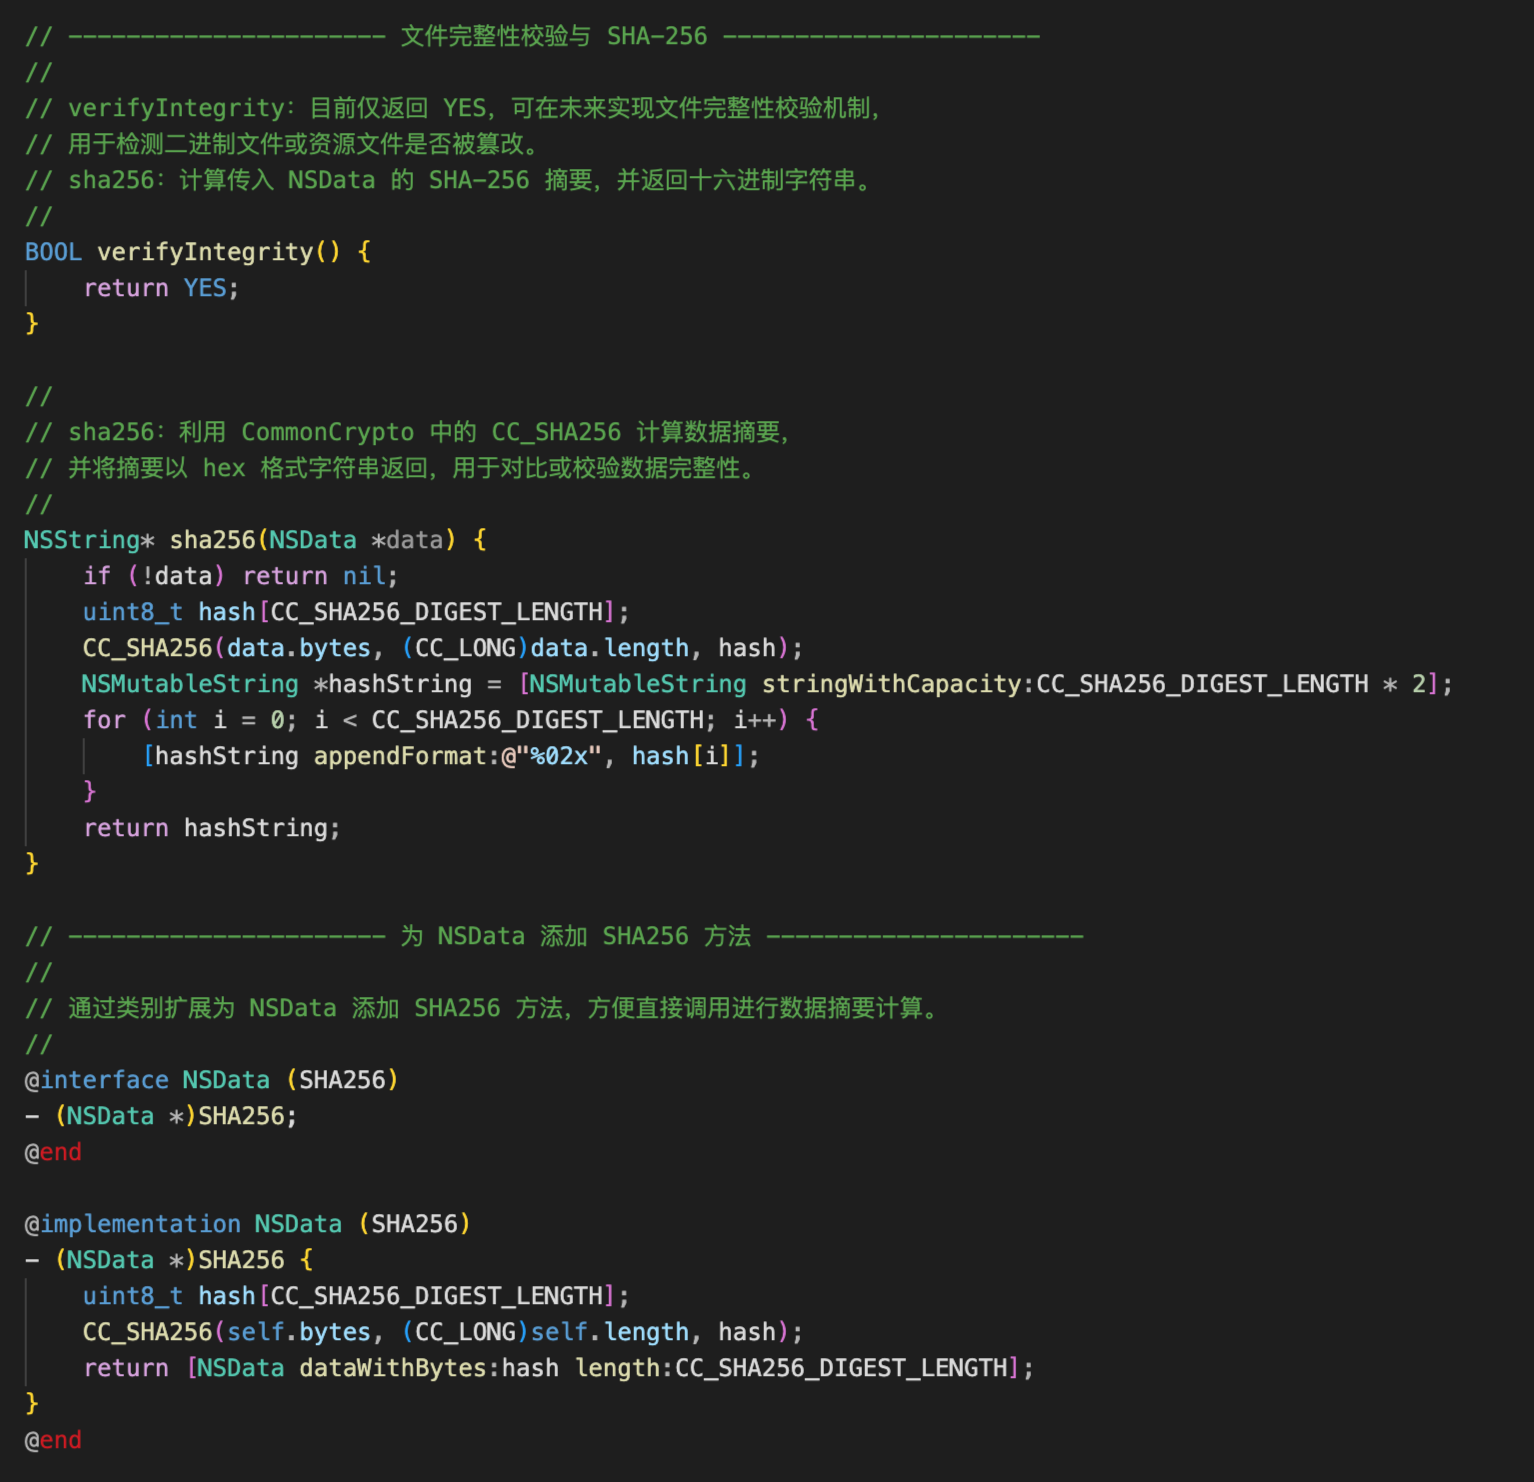 // ---------------------- 文件完整性校验与 SHA-256 ----------------------
//
// verifyIntegrity：目前仅返回 YES，可在未来实现文件完整性校验机制，
// 用于检测二进制文件或资源文件是否被篡改。
// sha256：计算传入 NSData 的 SHA-256 摘要，并返回十六进制字符串。
//
BOOL verifyIntegrity() {
    return YES;
}

//
// sha256：利用 CommonCrypto 中的 CC_SHA256 计算数据摘要，
// 并将摘要以 hex 格式字符串返回，用于对比或校验数据完整性。
//
NSString* sha256(NSData *data) {
    if (!data) return nil;
    uint8_t hash[CC_SHA256_DIGEST_LENGTH];
    CC_SHA256(data.bytes, (CC_LONG)data.length, hash);
    NSMutableString *hashString = [NSMutableString stringWithCapacity:CC_SHA256_DIGEST_LENGTH * 2];
    for (int i = 0; i < CC_SHA256_DIGEST_LENGTH; i++) {
        [hashString appendFormat:@"%02x", hash[i]];
    }
    return hashString;
}

// ---------------------- 为 NSData 添加 SHA256 方法 ----------------------
//
// 通过类别扩展为 NSData 添加 SHA256 方法，方便直接调用进行数据摘要计算。
//
@interface NSData (SHA256)
- (NSData *)SHA256;
@end

@implementation NSData (SHA256)
- (NSData *)SHA256 {
    uint8_t hash[CC_SHA256_DIGEST_LENGTH];
    CC_SHA256(self.bytes, (CC_LONG)self.length, hash);
    return [NSData dataWithBytes:hash length:CC_SHA256_DIGEST_LENGTH];
}
@end